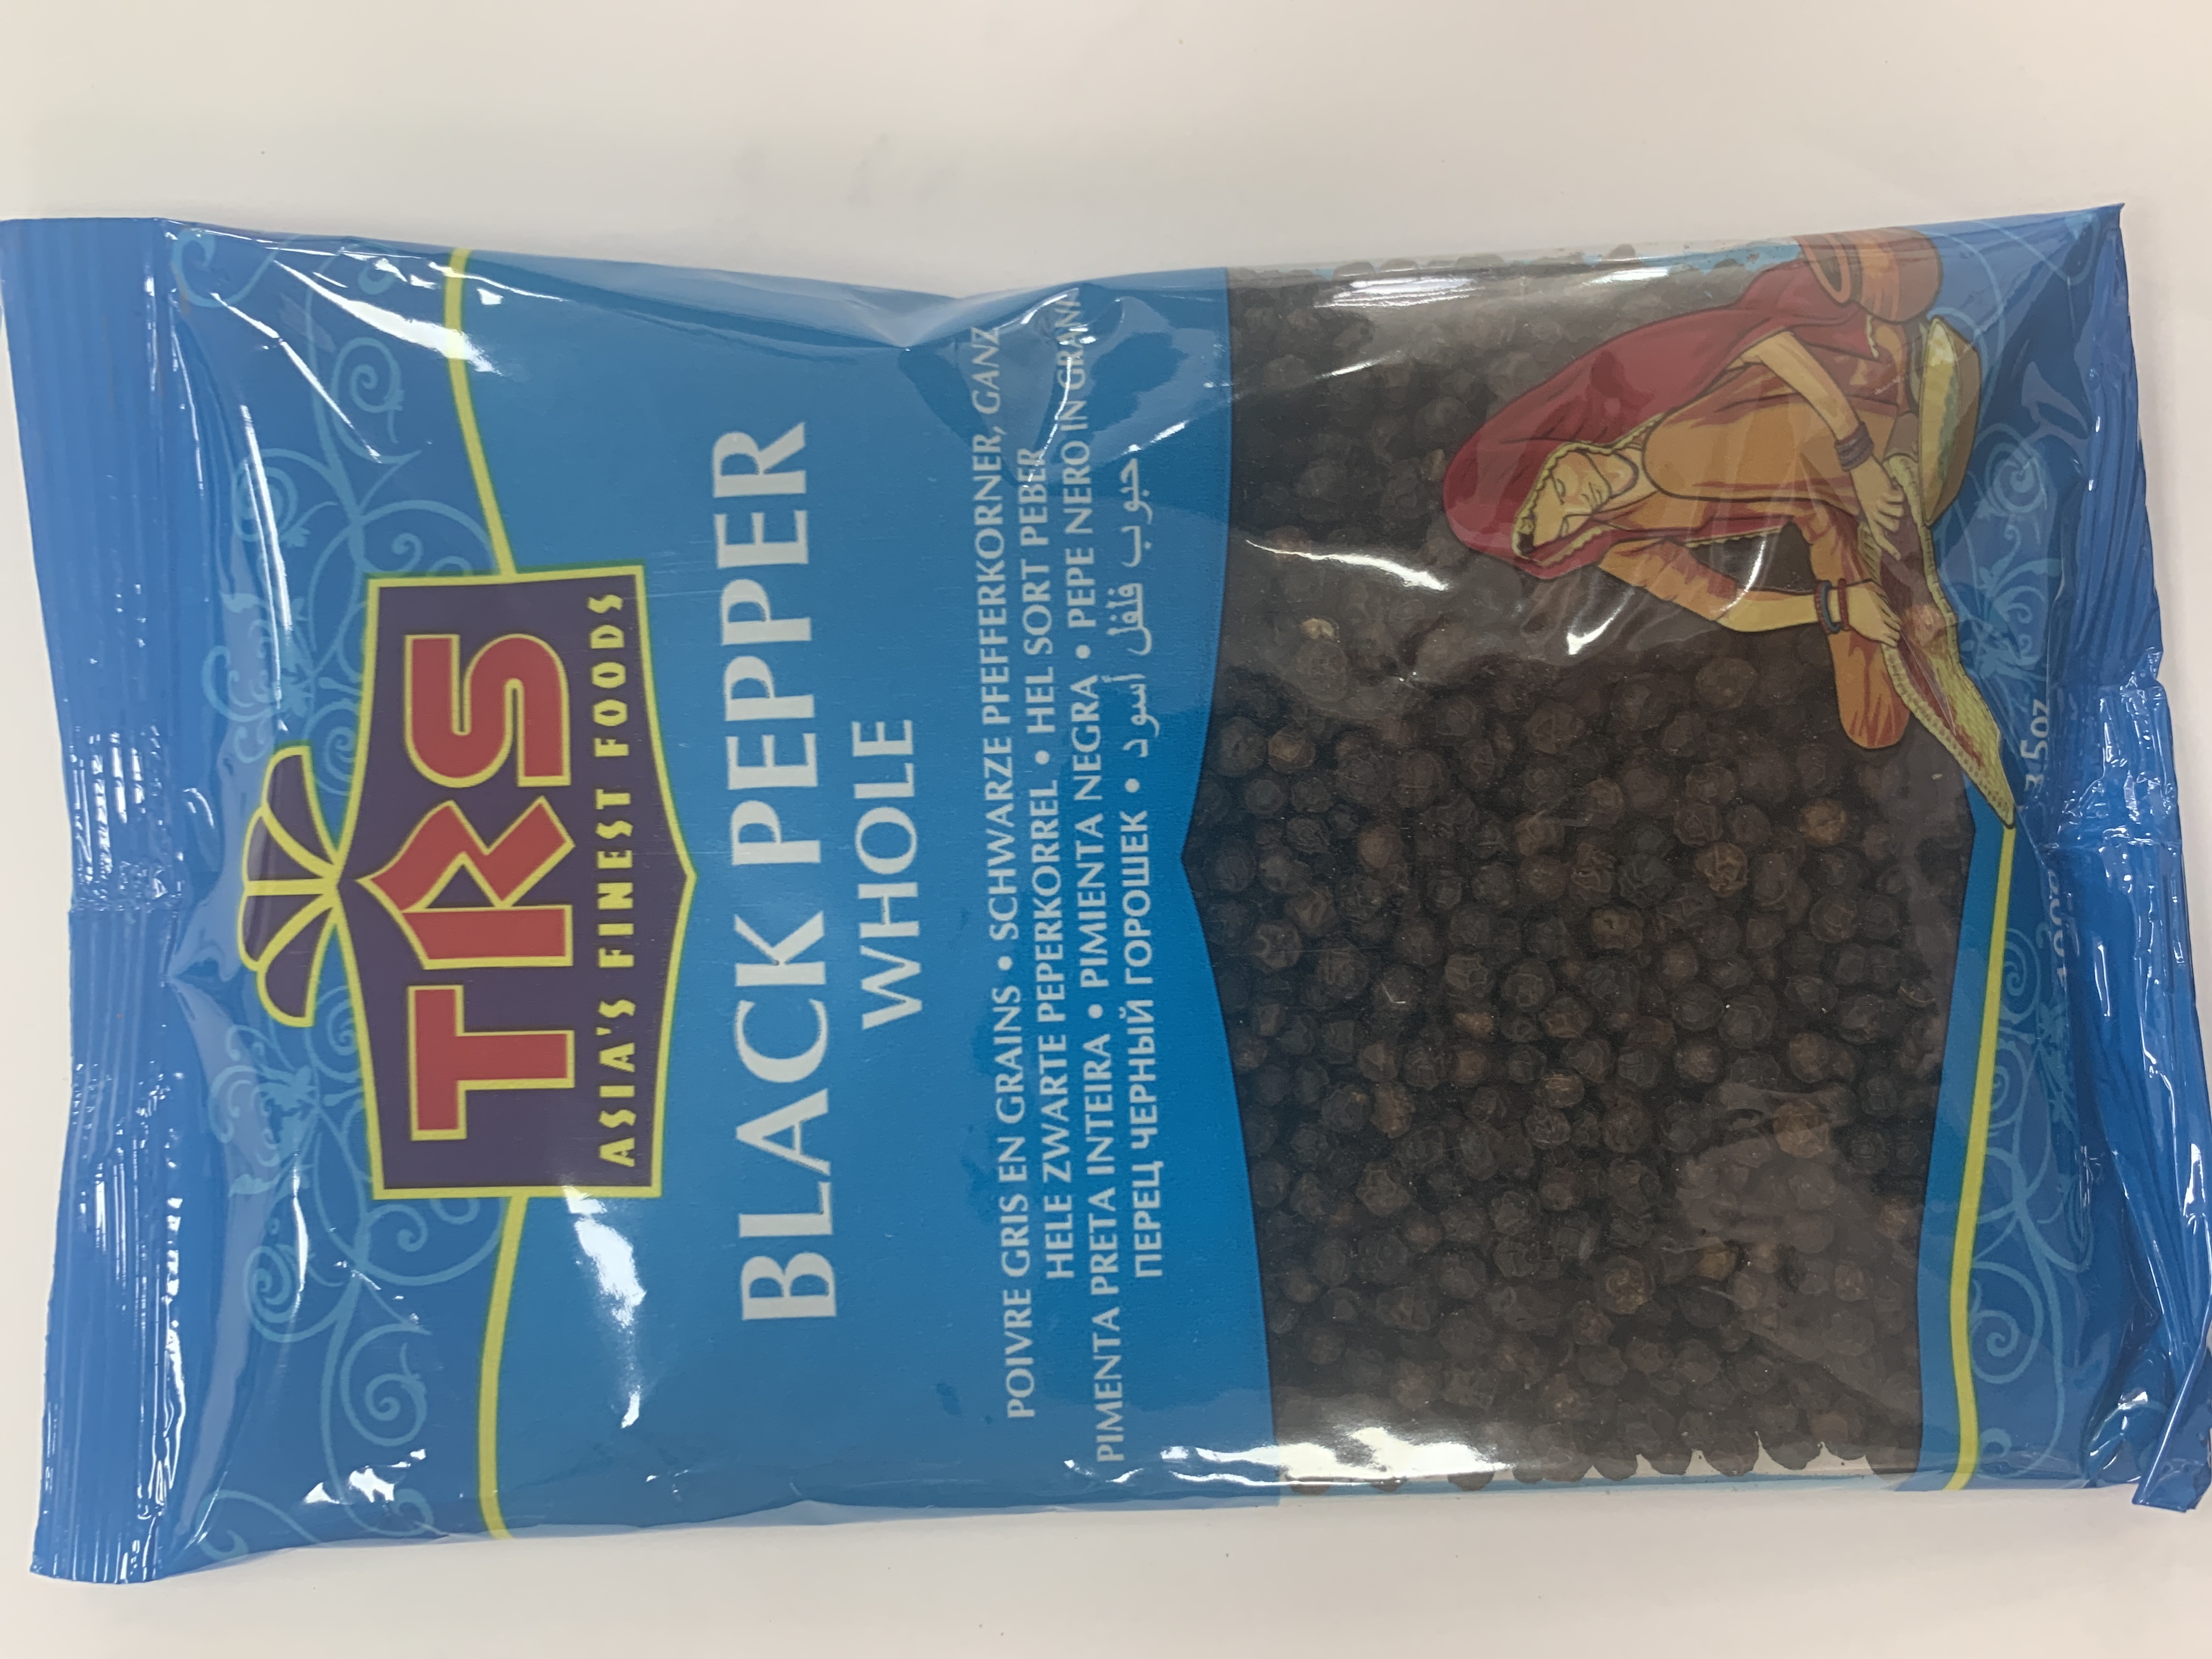 TRS
ASIA'S FINEST FOODS
BLACK PEPPER
WHOLE
POIVRE GRIS EN GRAINS • SCHWARZE PFEFFERKORNER, GANZ
HELE ZWARTE PEPERKORREL • HEL SORT PEBER
PIMENTA PRETA INTEIRA • PIMIENTA NEGRA • PEPE NERO IN GRANI
ПЕРЕЦ ЧЕРНЫЙ ГОРОШЕК • حبوب فلفل أسود
100g 3.5oz